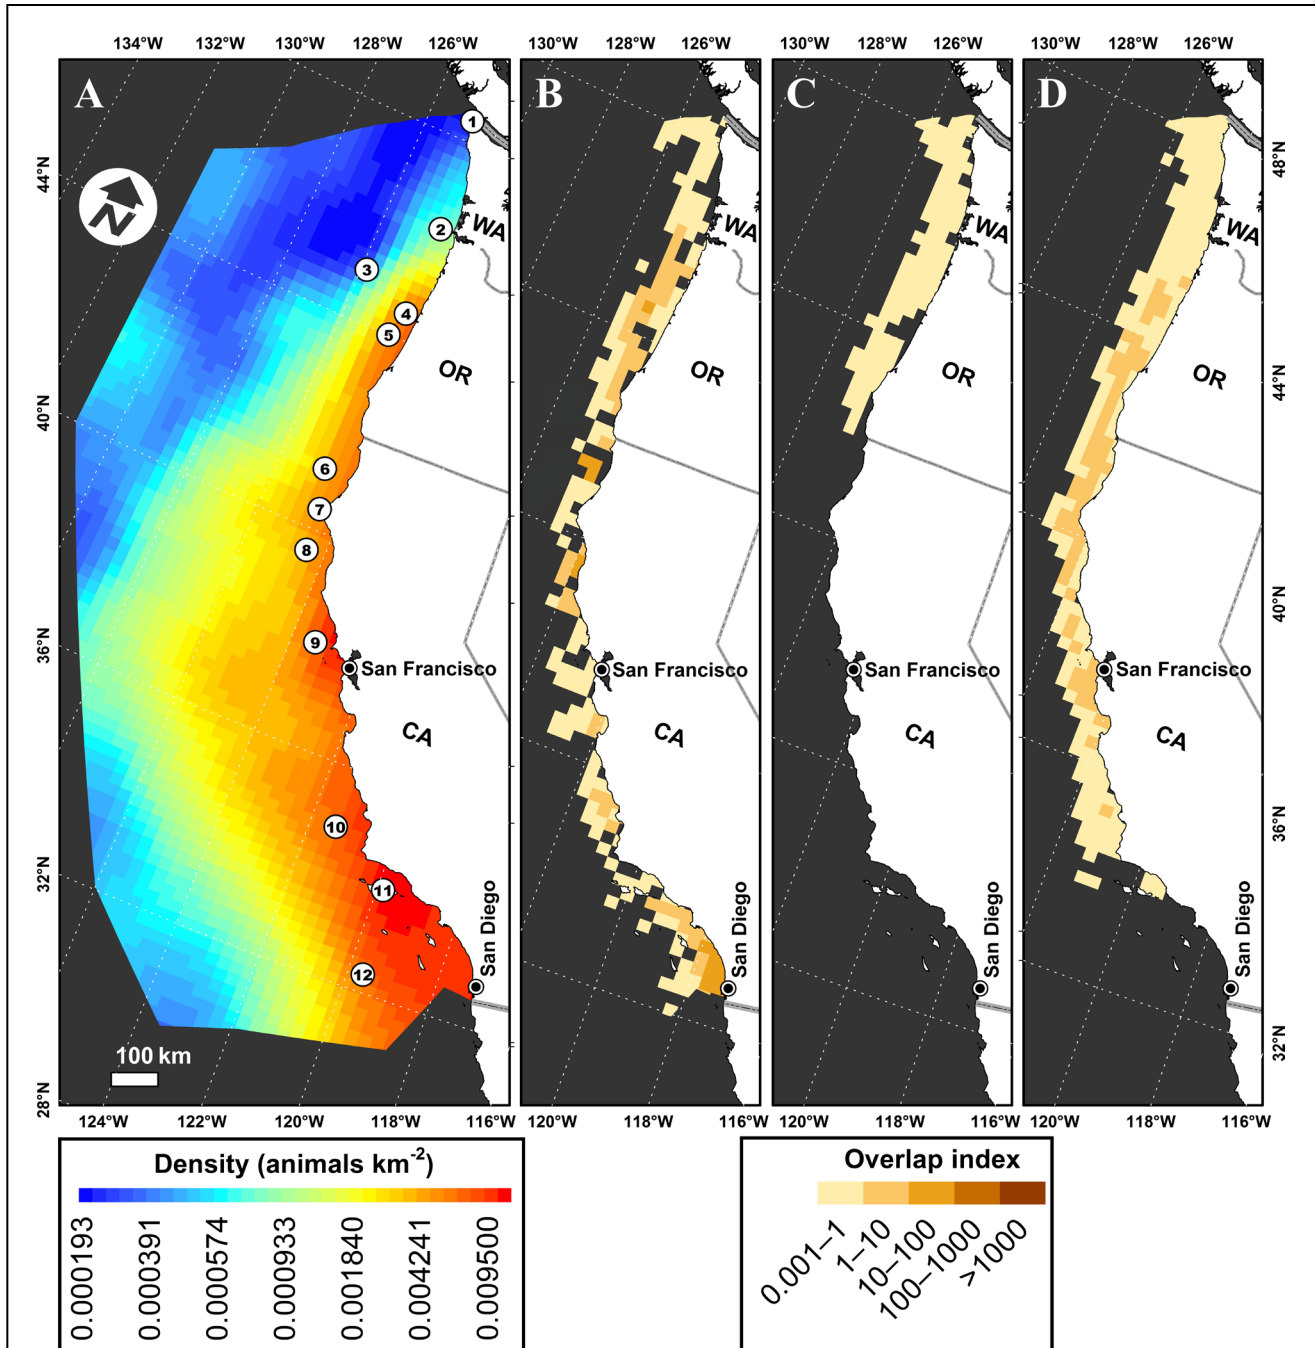 134°W 132°W 130°W 128°W 126°W 130°W 128°W 126°W 130°W 128°W 126°W 130°W 128°W 126°W
A B C D
1
2
3
4
5
6
7
8
9
10
11
12
N
WA
OR
CA
San Francisco
San Diego
WA
OR
CA
San Francisco
San Diego
WA
OR
CA
San Francisco
San Diego
WA
OR
CA
San Francisco
San Diego
44°N
40°N
36°N
32°N
28°N
48°N
44°N
40°N
36°N
32°N
100 km
124°W 122°W 120°W 118°W 116°W 120°W 118°W 116°W 120°W 118°W 116°W 120°W 118°W 116°W
Density (animals km-2)
0.000193
0.000391
0.000574
0.000933
0.001840
0.004241
0.009500
Overlap index
0.001–1
1–10
10–100
100–1000
>1000